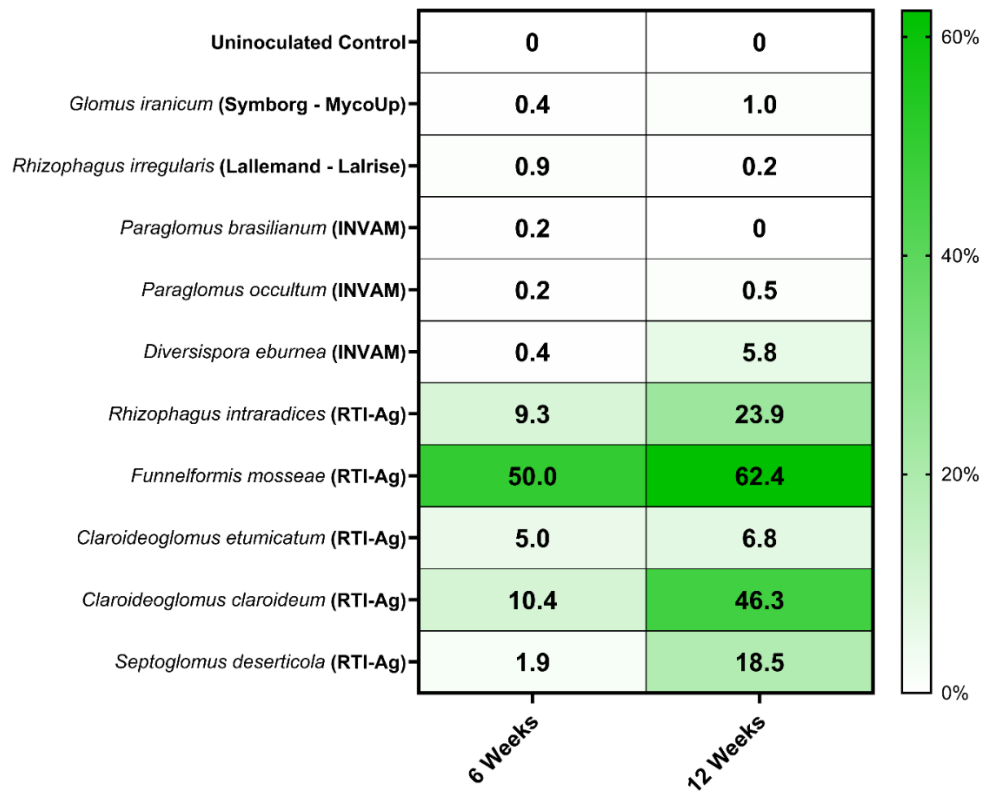 Uninoculated Control 0 0
Glomus iranicum (Symborg - MycoUp) 0.4 1.0
Rhizophagus irregularis (Lallemand - Lalrise) 0.9 0.2
Paraglomus brasilianum (INVAM) 0.2 0
Paraglomus occultum (INVAM) 0.2 0.5
Diversispora eburnea (INVAM) 0.4 5.8
Rhizophagus intraradices (RTI-Ag) 9.3 23.9
Funnelformis mosseae (RTI-Ag) 50.0 62.4
Claroideoglomus etumicatum (RTI-Ag) 5.0 6.8
Claroideoglomus claroideum (RTI-Ag) 10.4 46.3
Septoglomus deserticola (RTI-Ag) 1.9 18.5
6 Weeks 12 Weeks
60%
40%
20%
0%